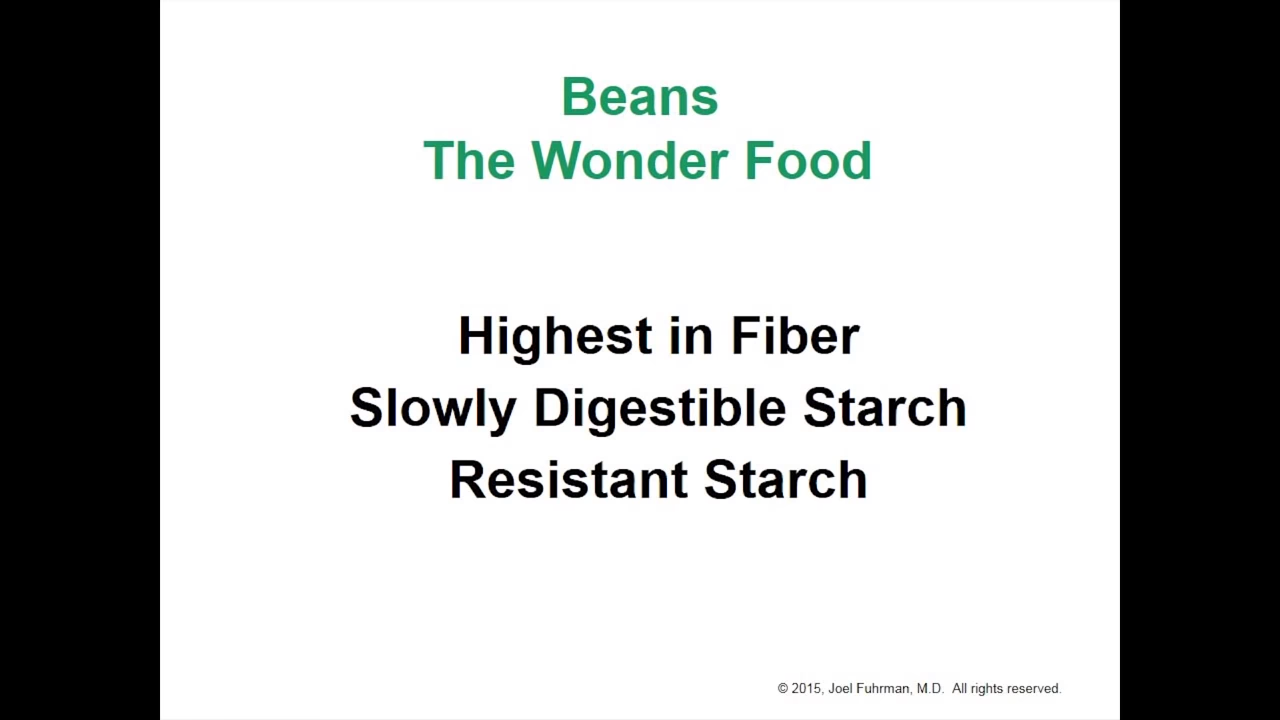 Beans
The Wonder Food
Highest in Fiber
Slowly Digestible Starch
Resistant Starch
© 2015, Joel Fuhrman, M.D.  All rights reserved.